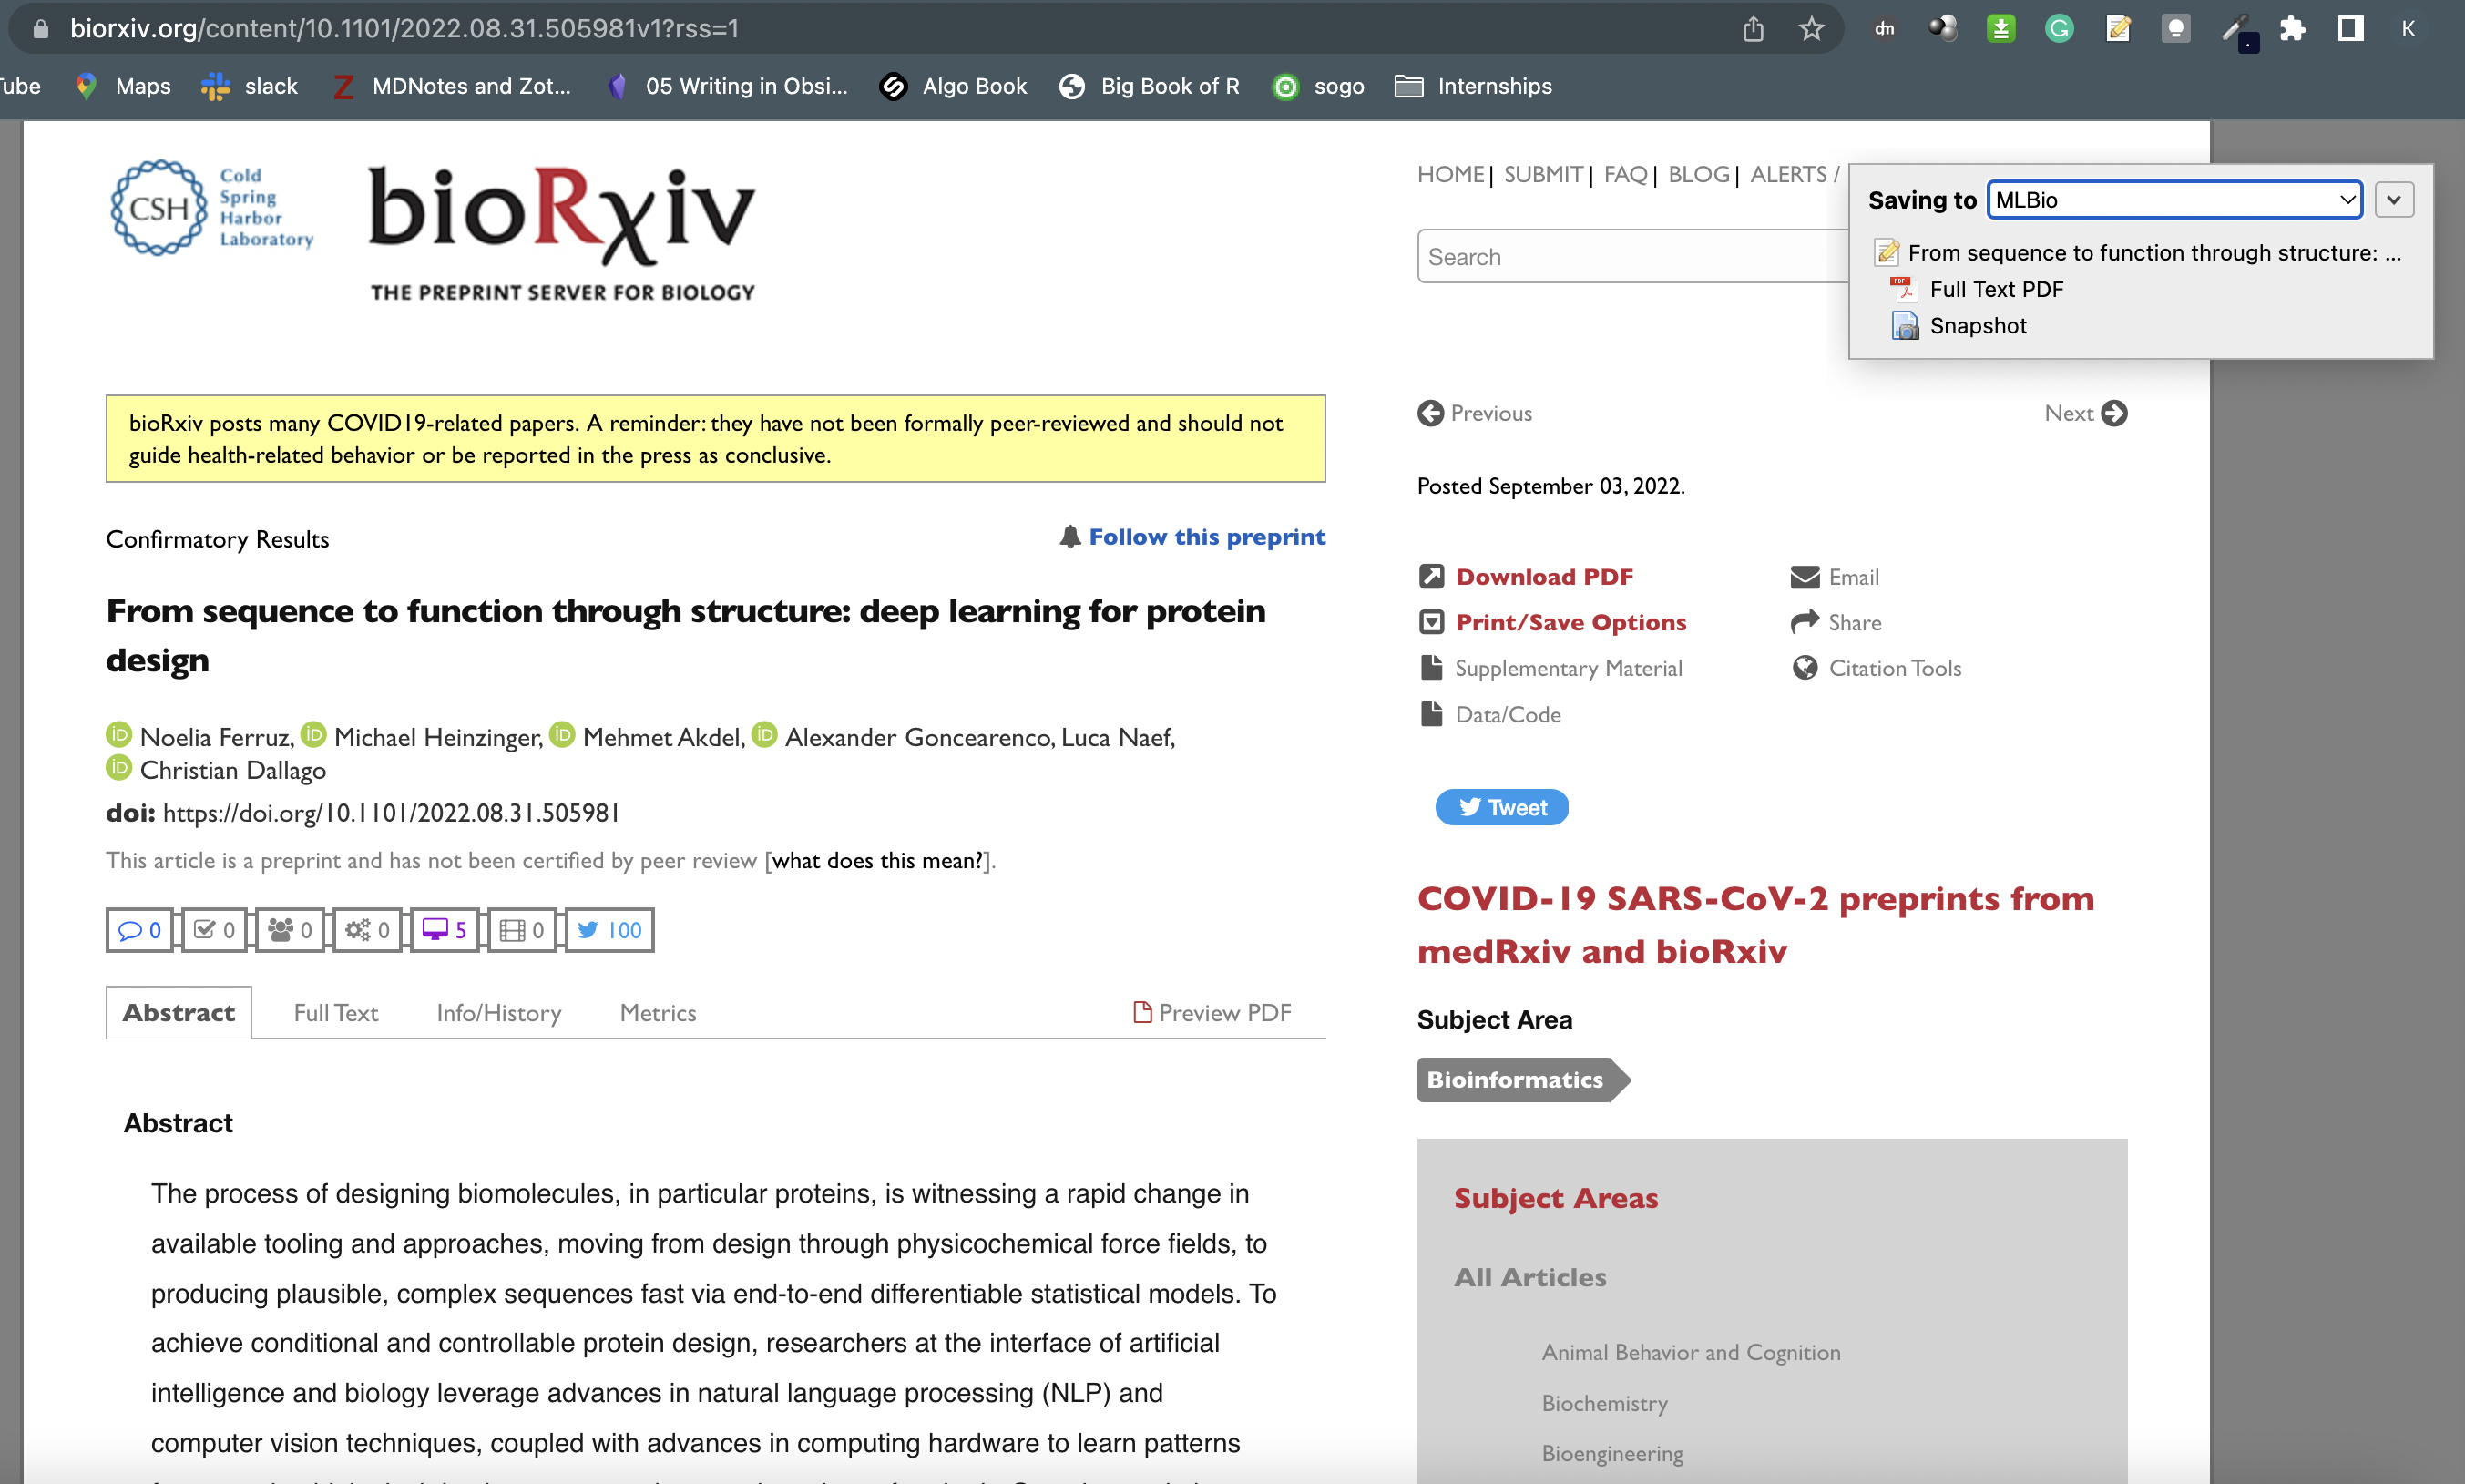 biorxiv.org/content/10.1101/2022.08.31.505981v1?rss=1
dm
K
Tube
Maps
slack
MDNotes and Zot...
05 Writing in Obsi...
Algo Book
Big Book of R
sogo
Internships
CSH
Cold
Spring
Harbor
Laboratory
bioRχiv
THE PREPRINT SERVER FOR BIOLOGY
HOME | SUBMIT | FAQ | BLOG | ALERTS /
Search
Saving to MLBio
From sequence to function through structure: ...
Full Text PDF
Snapshot
bioRxiv posts many COVID19-related papers. A reminder: they have not been formally peer-reviewed and should not
guide health-related behavior or be reported in the press as conclusive.
Confirmatory Results
Follow this preprint
From sequence to function through structure: deep learning for protein
design
iD Noelia Ferruz, iD Michael Heinzinger, iD Mehmet Akdel, iD Alexander Goncearenco, Luca Naef,
iD Christian Dallago
doi: https://doi.org/10.1101/2022.08.31.505981
This article is a preprint and has not been certified by peer review [what does this mean?].
0 0 0 0 5 0 100
Abstract
Full Text
Info/History
Metrics
Preview PDF
Abstract
The process of designing biomolecules, in particular proteins, is witnessing a rapid change in
available tooling and approaches, moving from design through physicochemical force fields, to
producing plausible, complex sequences fast via end-to-end differentiable statistical models. To
achieve conditional and controllable protein design, researchers at the interface of artificial
intelligence and biology leverage advances in natural language processing (NLP) and
computer vision techniques, coupled with advances in computing hardware to learn patterns
Previous
Next
Posted September 03, 2022.
Download PDF
Print/Save Options
Supplementary Material
Data/Code
Email
Share
Citation Tools
Tweet
COVID-19 SARS-CoV-2 preprints from
medRxiv and bioRxiv
Subject Area
Bioinformatics
Subject Areas
All Articles
Animal Behavior and Cognition
Biochemistry
Bioengineering